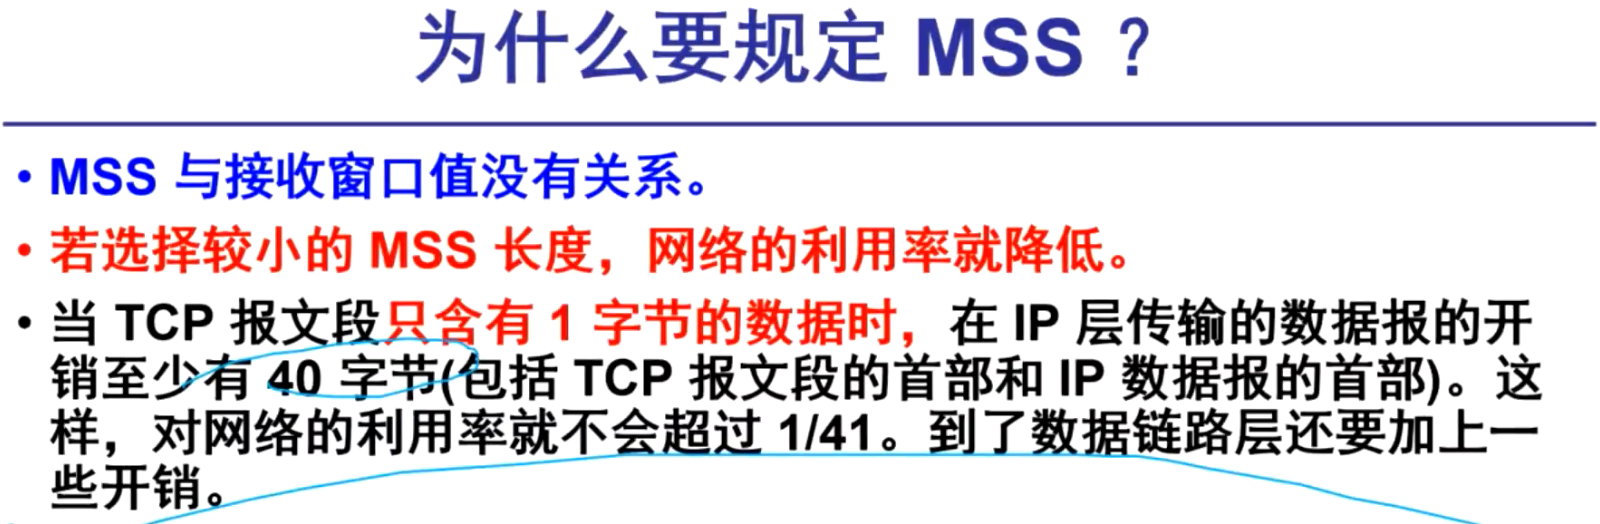 为什么要规定 MSS ？
• MSS 与接收窗口值没有关系。
• 若选择较小的 MSS 长度，网络的利用率就降低。
• 当 TCP 报文段只含有 1 字节的数据时，在 IP 层传输的数据报的开
销至少有 40 字节(包括 TCP 报文段的首部和 IP 数据报的首部)。这
样，对网络的利用率就不会超过 1/41。到了数据链路层还要加上一
些开销。